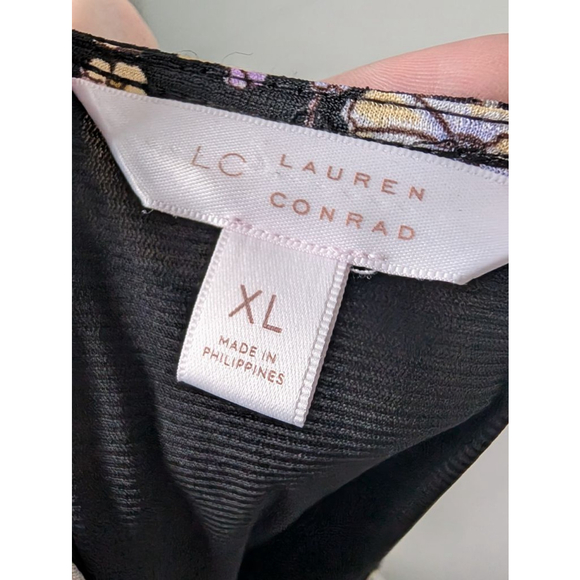 LC LAUREN
CONRAD
XL
MADE IN
PHILIPPINES